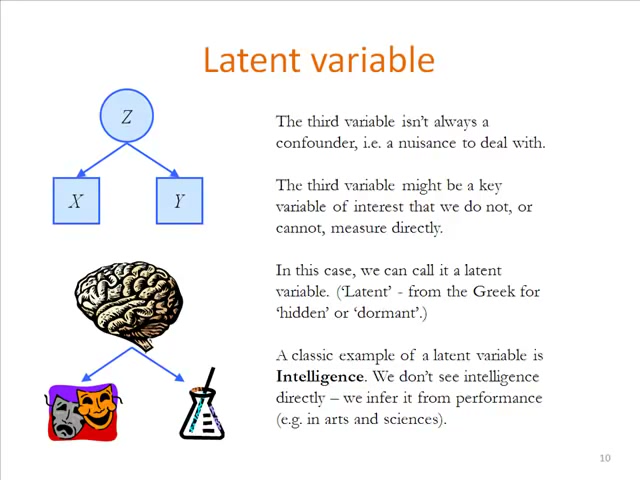 Latent variable
Z
X
Y
The third variable isn’t always a
confounder, i.e. a nuisance to deal with.
The third variable might be a key
variable of interest that we do not, or
cannot, measure directly.
In this case, we can call it a latent
variable. (‘Latent’ - from the Greek for
‘hidden’ or ‘dormant’.)
A classic example of a latent variable is
Intelligence. We don’t see intelligence
directly – we infer it from performance
(e.g. in arts and sciences).
10